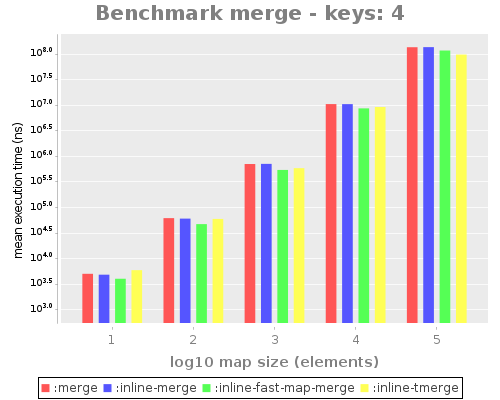 Benchmark merge - keys: 4
mean execution time (ns)
10^8.0
10^7.5
10^7.0
10^6.5
10^6.0
10^5.5
10^5.0
10^4.5
10^4.0
10^3.5
10^3.0
1 2 3 4 5
log10 map size (elements)
:merge :inline-merge :inline-fast-map-merge :inline-tmerge